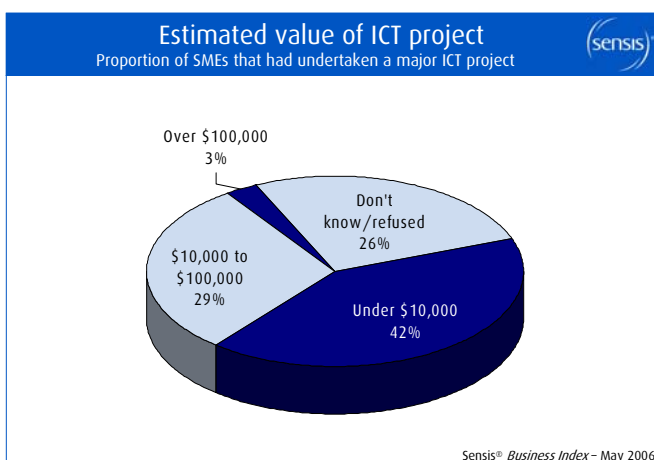 Estimated value of ICT project
Proportion of SMEs that had undertaken a major ICT project
sensis
Over $100,000
3%
Don't
know/refused
26%
$10,000 to
$100,000
29%
Under $10,000
42%
Sensis® Business Index – May 2006